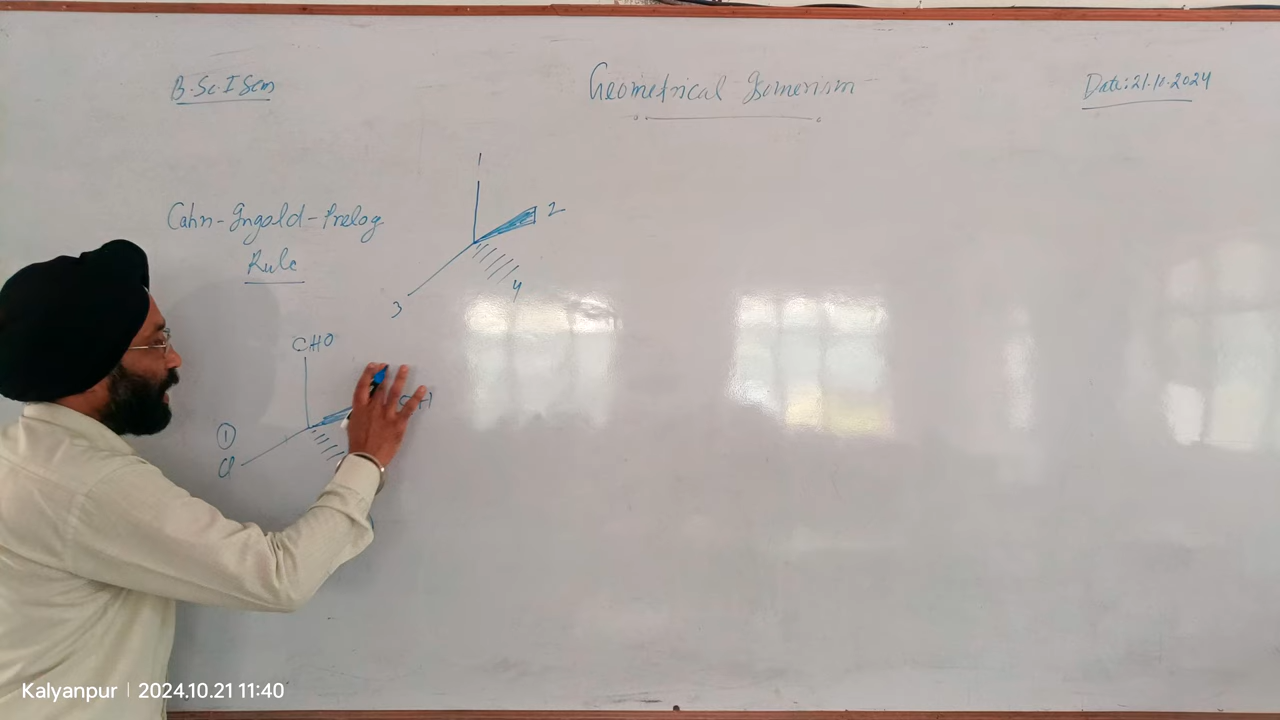 B.Sc. I Sem
Geometrical Isomerism
Date: 21.10.2024
Cahn-Ingold-Prelog
Rule
1
2
3
4
CHO
1
Cl
Kalyanpur | 2024.10.21 11:40